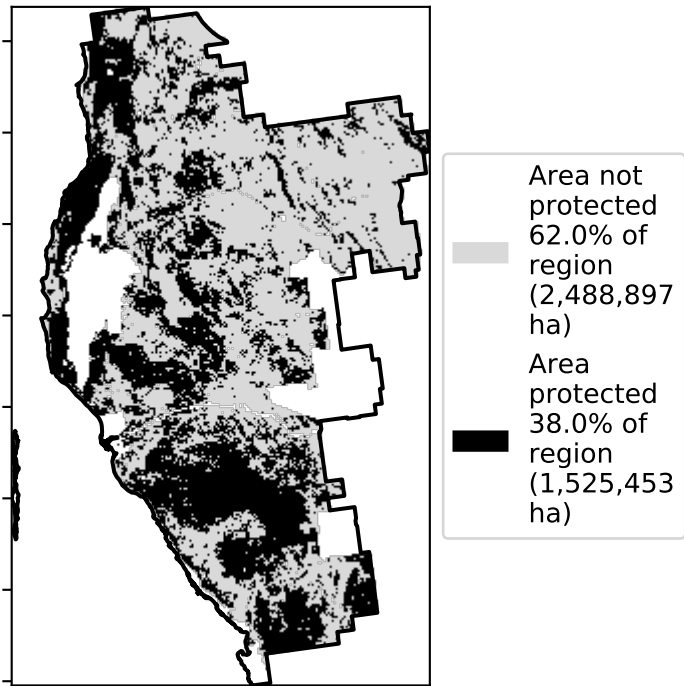 Area not
protected
62.0% of
region
(2,488,897
ha)
Area
protected
38.0% of
region
(1,525,453
ha)